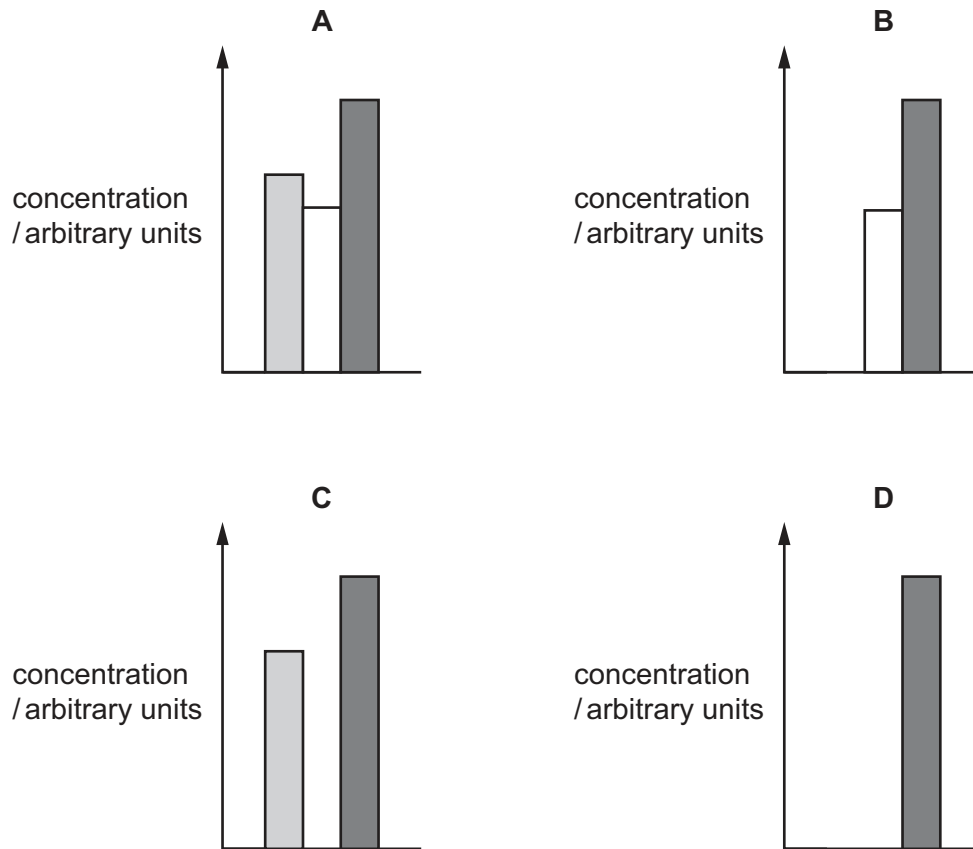 A
B
concentration
/ arbitrary units
concentration
/ arbitrary units
C
D
concentration
/ arbitrary units
concentration
/ arbitrary units